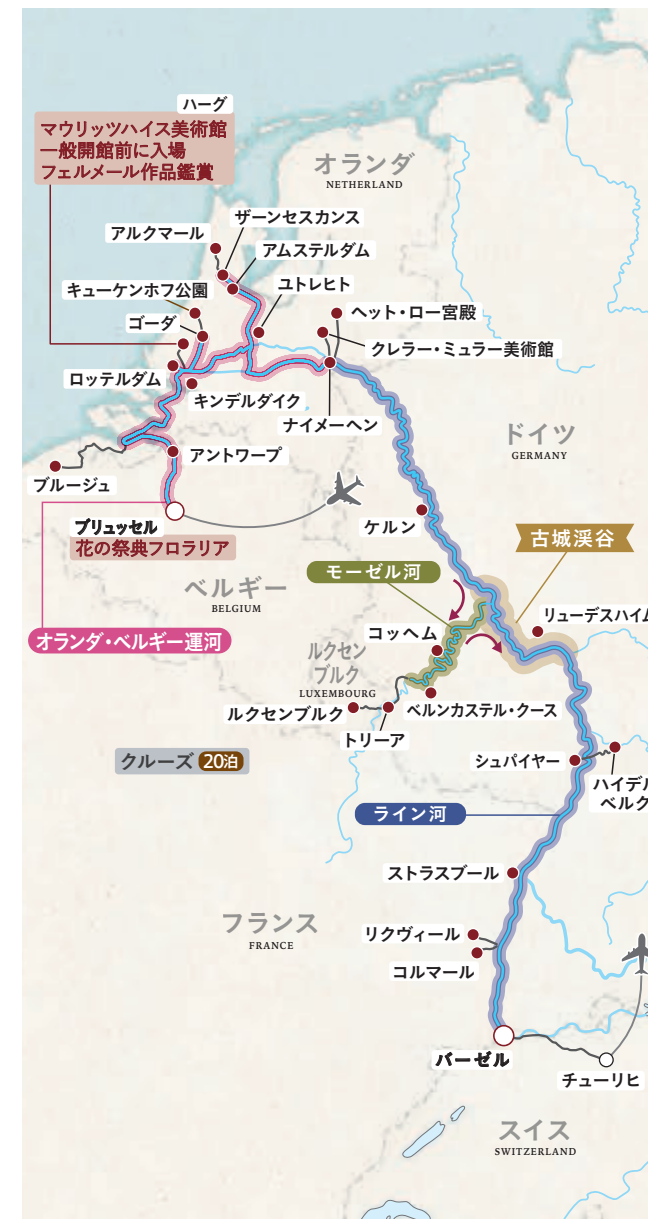 ハーグ
マウリッツハイス美術館
一般開館前に入場
フェルメール作品鑑賞
オランダ
NETHERLAND
ザーンセスカンス
アルクマール
アムステルダム
キューケンホフ公園
ユトレヒト
ゴーダ
ヘット・ロー宮殿
クレラー・ミュラー美術館
ロッテルダム
キンデルダイク
ナイメーヘン
ドイツ
GERMANY
アントワープ
ブルージュ
ブリュッセル
花の祭典フロラリア
ケルン
古城渓谷
モーゼル河
ベルギー
BELGIUM
リューデスハイム
オランダ・ベルギー運河
コッヘム
ルクセン
ブルク
LUXEMBOURG
ルクセンブルク
ベルンカステル・クース
トリーア
クルーズ 20泊
シュパイヤー
ハイデル
ベルク
ライン河
ストラスブール
フランス
FRANCE
リクヴィール
コルマール
バーゼル
チューリヒ
スイス
SWITZERLAND